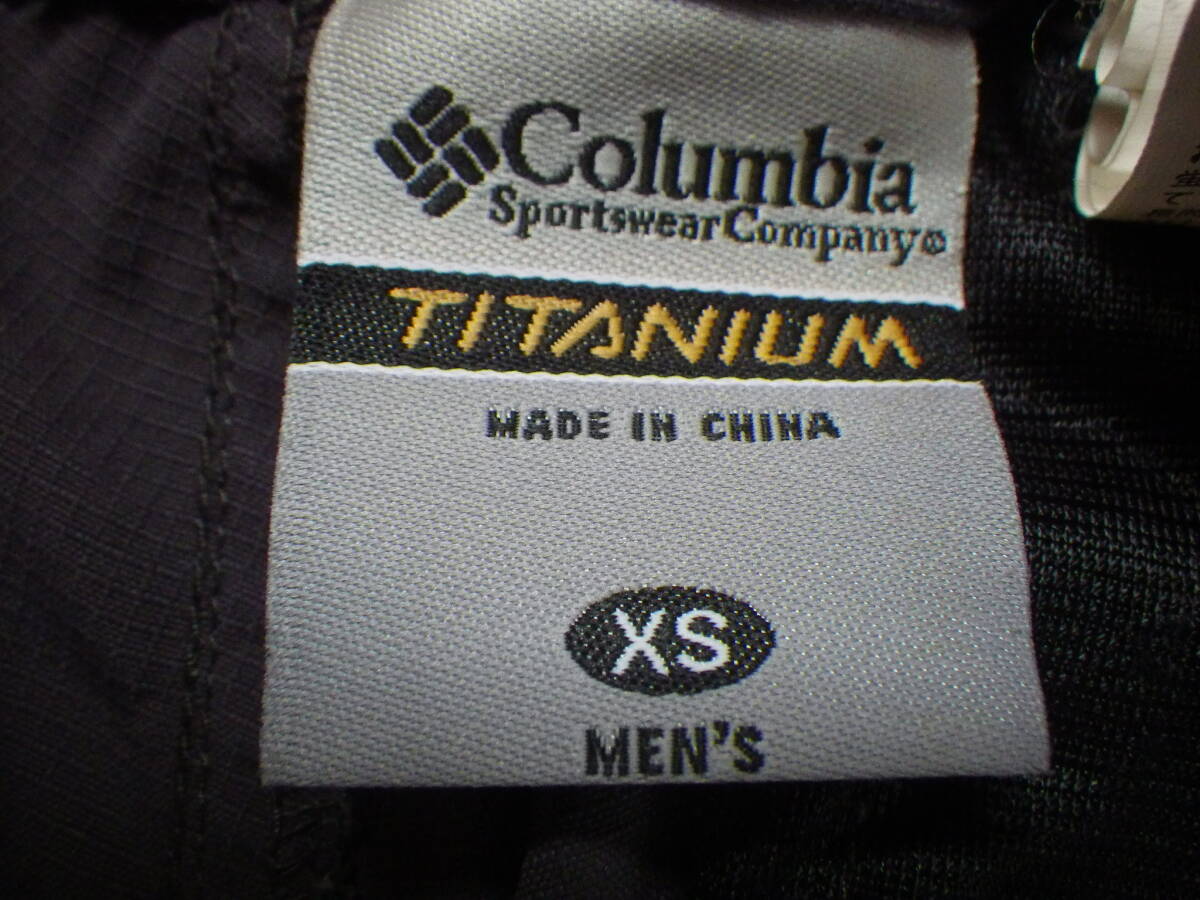 Columbia
Sportswear Company®
TITANIUM
MADE IN CHINA
XS
MEN'S